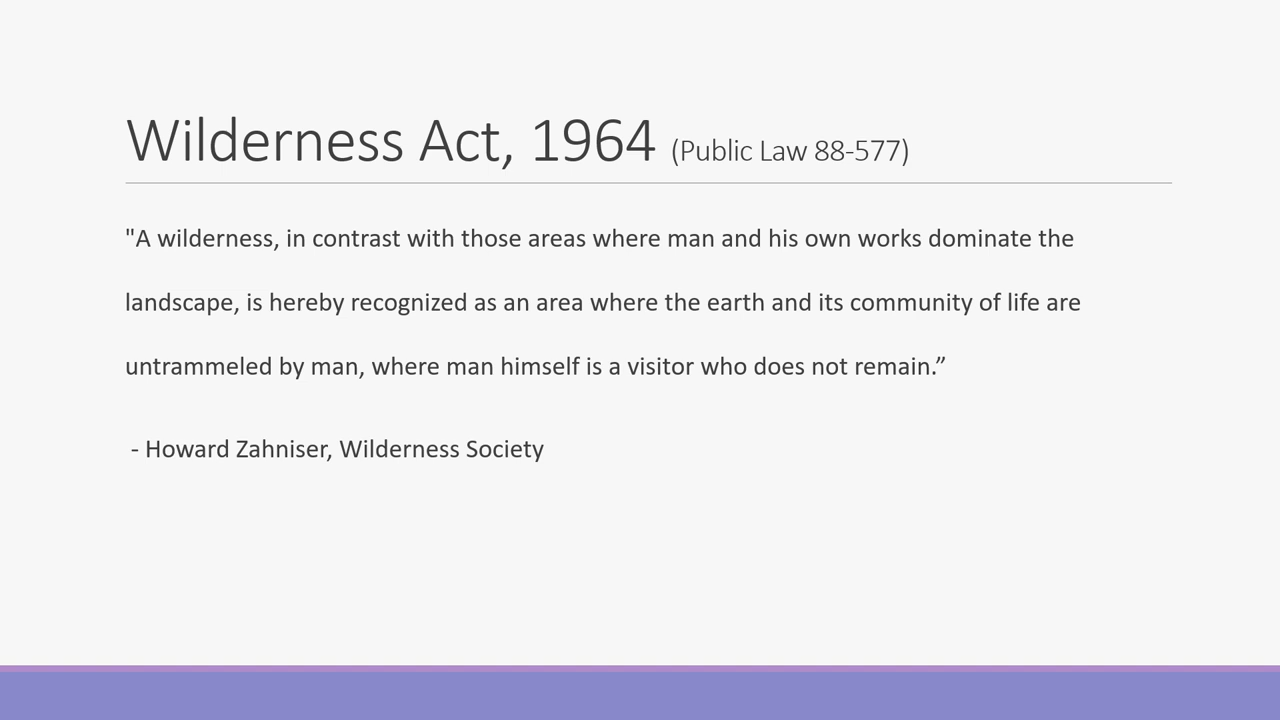 Wilderness Act, 1964 (Public Law 88-577)
"A wilderness, in contrast with those areas where man and his own works dominate the
landscape, is hereby recognized as an area where the earth and its community of life are
untrammeled by man, where man himself is a visitor who does not remain.”
- Howard Zahniser, Wilderness Society